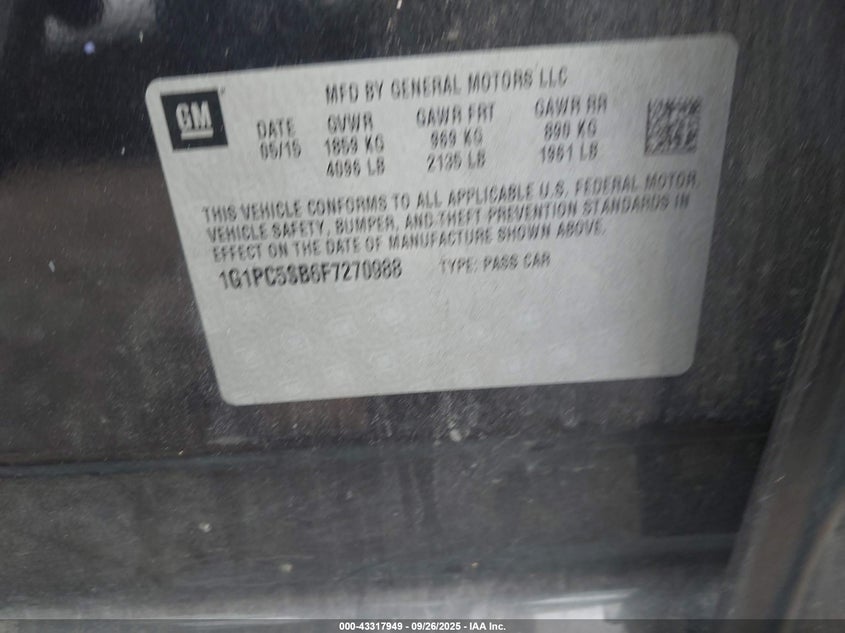 MFD BY GENERAL MOTORS LLC
GM
DATE GVWR GAWR FRT GAWR RR
05/15 1859 KG 969 KG 890 KG
4096 LB 2135 LB 1961 LB
THIS VEHICLE CONFORMS TO ALL APPLICABLE U.S. FEDERAL MOTOR
VEHICLE SAFETY, BUMPER, AND THEFT PREVENTION STANDARDS IN
EFFECT ON THE DATE OF MANUFACTURE SHOWN ABOVE.
1G1PC5SB6F7270988 TYPE: PASS CAR
000-43317949 - 09/26/2025 - IAA Inc.